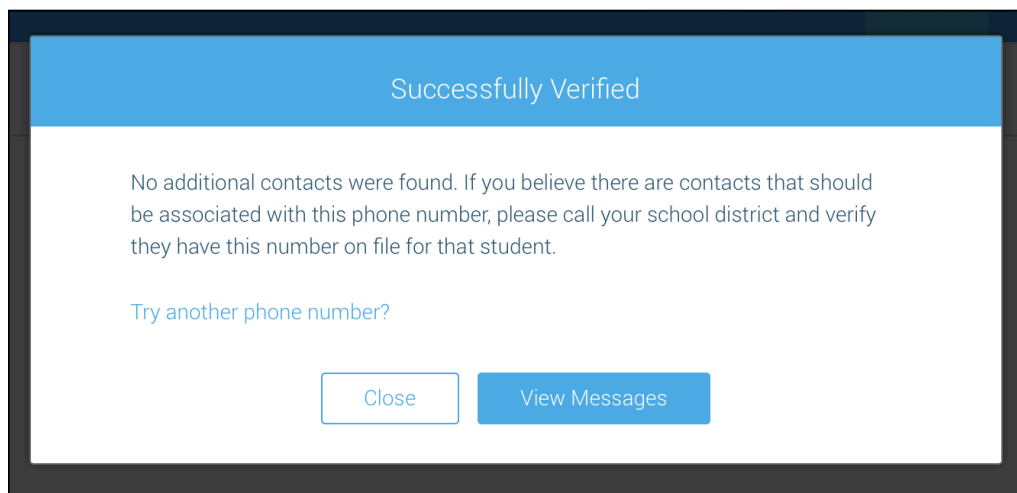 Successfully Verified
No additional contacts were found. If you believe there are contacts that should
be associated with this phone number, please call your school district and verify
they have this number on file for that student.
Try another phone number?
Close
View Messages